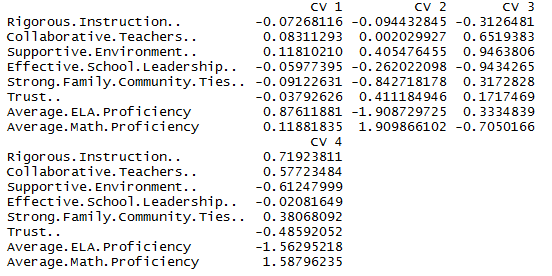 CV 1 CV 2 CV 3
Rigorous.Instruction.. -0.07268116 -0.094432845 -0.3126481
Collaborative.Teachers.. 0.08311293 0.002029927 0.6519383
Supportive.Environment.. 0.11810210 0.405476455 0.9463806
Effective.School.Leadership.. -0.05977395 -0.262022098 -0.9434265
Strong.Family.Community.Ties.. -0.09122631 -0.842718178 0.3172828
Trust.. -0.03792626 0.411184946 0.1717469
Average.ELA.Proficiency 0.87611881 -1.908729725 0.3334839
Average.Math.Proficiency 0.11881835 1.909866102 -0.7050166
CV 4
Rigorous.Instruction.. 0.71923811
Collaborative.Teachers.. 0.57723484
Supportive.Environment.. -0.61247999
Effective.School.Leadership.. -0.02081649
Strong.Family.Community.Ties.. 0.38068092
Trust.. -0.48592052
Average.ELA.Proficiency -1.56295218
Average.Math.Proficiency 1.58796235